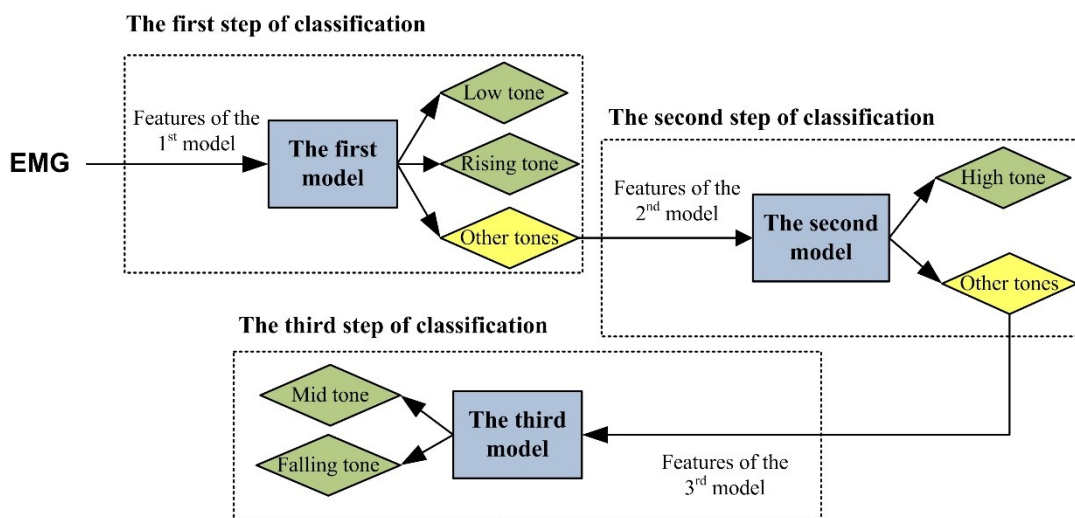 The first step of classification
EMG
Features of the
1st model
The first
model
Low tone
Rising tone
Other tones
The second step of classification
Features of the
2nd model
The second
model
High tone
Other tones
The third step of classification
Mid tone
Falling tone
The third
model
Features of the
3rd model